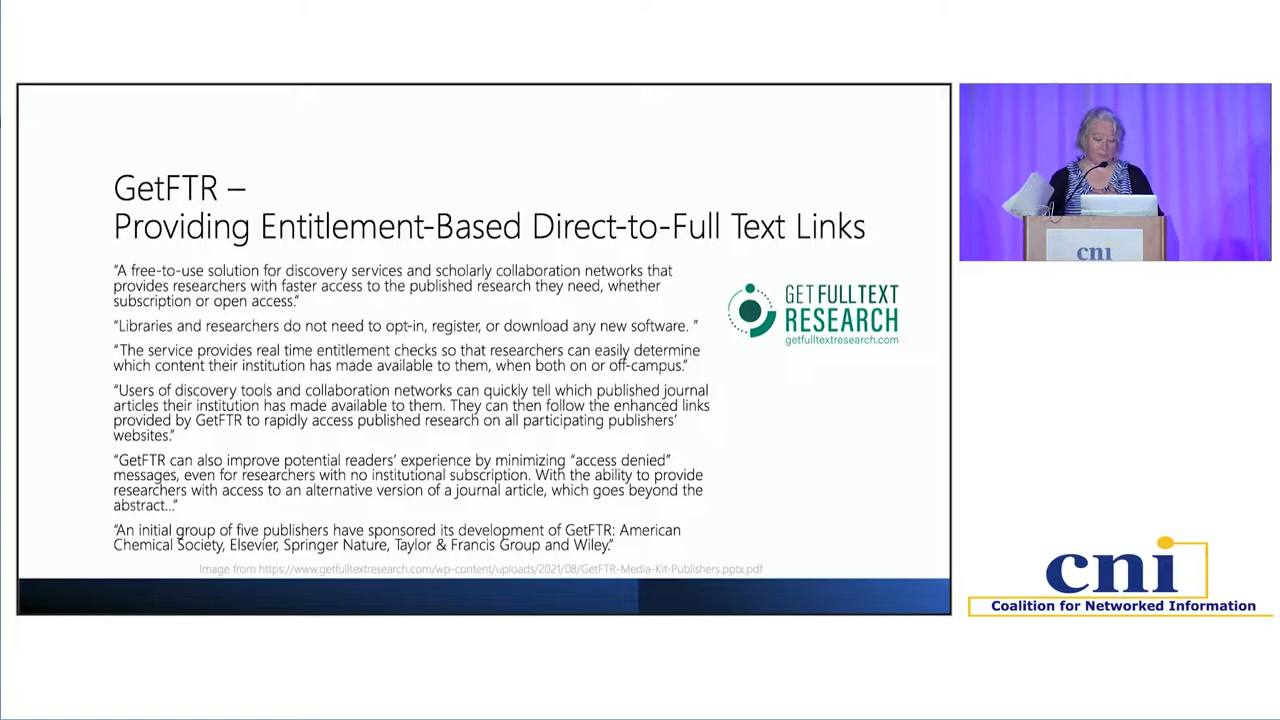 GetFTR –
Providing Entitlement-Based Direct-to-Full Text Links
“A free-to-use solution for discovery services and scholarly collaboration networks that
provides researchers with faster access to the published research they need, whether
subscription or open access.“
“Libraries and researchers do not need to opt-in, register, or download any new software. ”
“The service provides real time entitlement checks so that researchers can easily determine
which content their institution has made available to them, when both on or off-campus.”
“Users of discovery tools and collaboration networks can quickly tell which published journal
articles their institution has made available to them. They can then follow the enhanced links
provided by GetFTR to rapidly access published research on all participating publishers’
websites.”
“GetFTR can also improve potential readers’ experience by minimizing “access denied”
messages, even for researchers with no institutional subscription. With the ability to provide
researchers with access to an alternative version of a journal article, which goes beyond the
abstract…”
“An initial group of five publishers have sponsored its development of GetFTR: American
Chemical Society, Elsevier, Springer Nature, Taylor & Francis Group and Wiley.”
Image from https://www.getfulltextresearch.com/wp-content/uploads/2021/08/GetFTR-Media-Kit-Publishers.pptx.pdf
GET FULLTEXT
RESEARCH
getfulltextresearch.com
cni
cni
Coalition for Networked Information